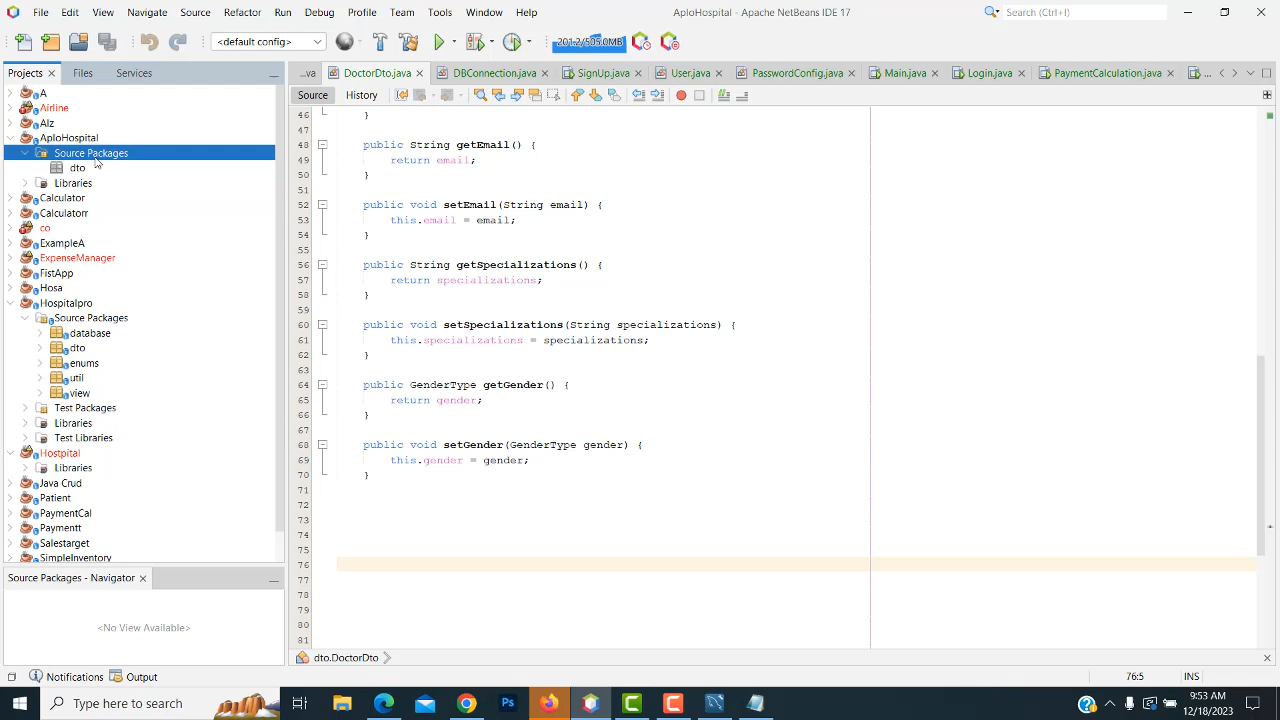 File Edit View Navigate Source Refactor Run Debug Profile Team Tools Window Help
AploHospital - Apache NetBeans IDE 17
Search (Ctrl+I)
<default config>
201.2/505.0MB
Projects Files Services
A
Airline
Alz
AploHospital
Source Packages
dto
Libraries
Calculator
Calculatorr
co
ExampleA
ExpenseManager
FistApp
Hosa
Hospitalpro
Source Packages
database
dto
enums
util
view
Test Packages
Libraries
Test Libraries
Hostpital
Libraries
Java Crud
Patient
PaymentCal
Paymentt
Salestarget
SimpleInventory
Source Packages - Navigator
<No View Available>
...va DoctorDto.java DBConnection.java SignUp.java User.java PasswordConfig.java Main.java Login.java PaymentCalculation.java ...
Source History
46 }
47
48 public String getEmail() {
49 return email;
50 }
51
52 public void setEmail(String email) {
53 this.email = email;
54 }
55
56 public String getSpecializations() {
57 return specializations;
58 }
59
60 public void setSpecializations(String specializations) {
61 this.specializations = specializations;
62 }
63
64 public GenderType getGender() {
65 return gender;
66 }
67
68 public void setGender(GenderType gender) {
69 this.gender = gender;
70 }
71
72
73
74
75
76
77
78
79
80
81
dto.DoctorDto
Notifications Output
76:5 INS
Type here to search
Ps
9:53 AM
12/18/2023